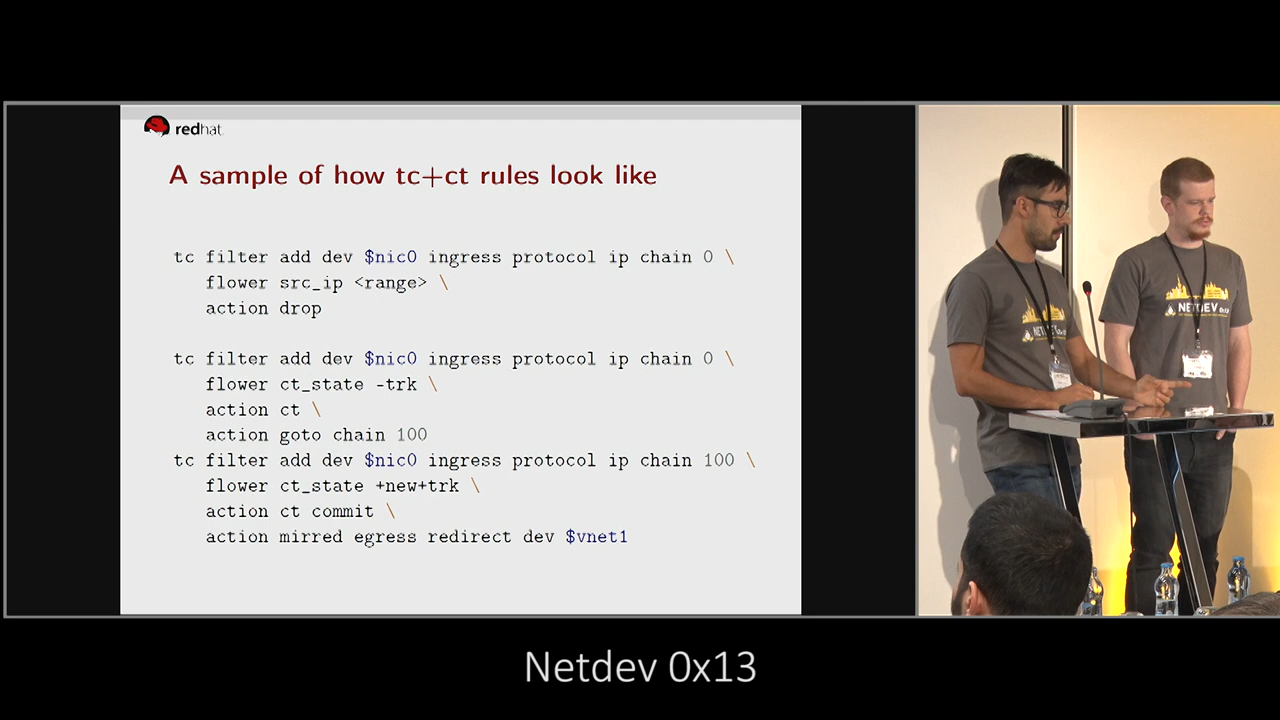 redhat.
A sample of how tc+ct rules look like
tc filter add dev $nic0 ingress protocol ip chain 0 \
flower src_ip <range> \
action drop
tc filter add dev $nic0 ingress protocol ip chain 0 \
flower ct_state -trk \
action ct \
action goto chain 100
tc filter add dev $nic0 ingress protocol ip chain 100 \
flower ct_state +new+trk \
action ct commit \
action mirred egress redirect dev $vnet1
NETDEV
Netdev 0x13